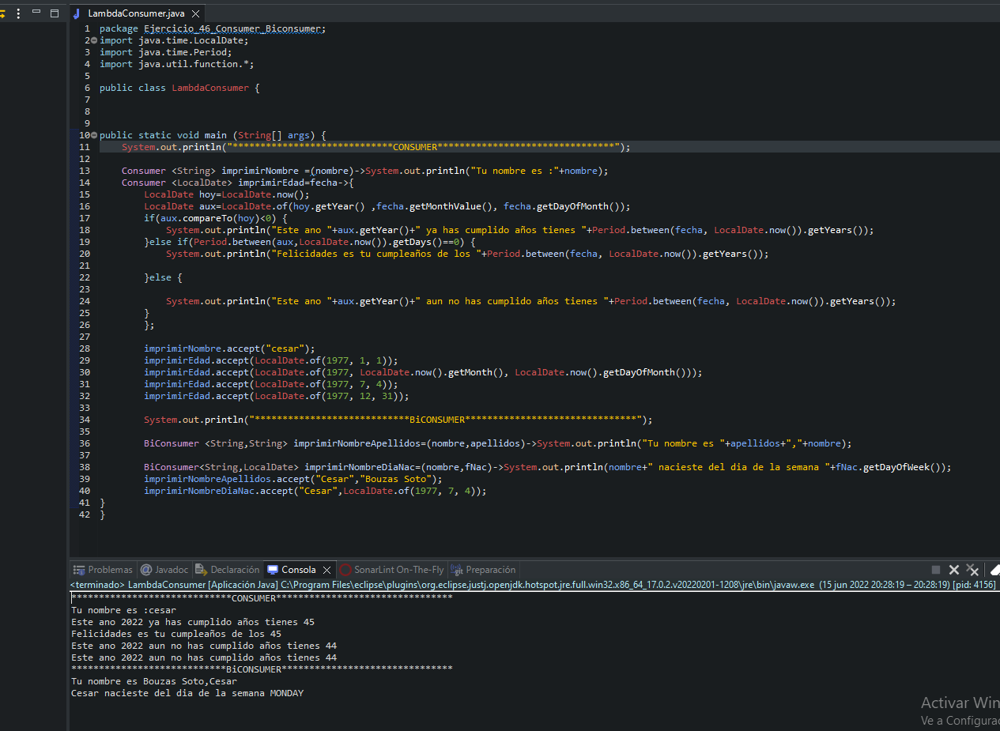 LambdaConsumer.java
1 package Ejercicio_46_Consumer_Biconsumer;
2 import java.time.LocalDate;
3 import java.time.Period;
4 import java.util.function.*;
5
6 public class LambdaConsumer {
7
8
9
10 public static void main (String[] args) {
11 System.out.println("*****************************CONSUMER********************************");
12
13 Consumer <String> imprimirNombre =(nombre)->System.out.println("Tu nombre es :"+nombre);
14 Consumer <LocalDate> imprimirEdad=fecha->{
15 LocalDate hoy=LocalDate.now();
16 LocalDate aux=LocalDate.of(hoy.getYear() ,fecha.getMonthValue(), fecha.getDayOfMonth());
17 if(aux.compareTo(hoy)<0) {
18 System.out.println("Este ano "+aux.getYear()+" ya has cumplido años tienes "+Period.between(fecha, LocalDate.now()).getYears());
19 }else if(Period.between(aux,LocalDate.now()).getDays()==0) {
20 System.out.println("Felicidades es tu cumpleaños de los "+Period.between(fecha, LocalDate.now()).getYears());
21
22 }else {
23
24 System.out.println("Este ano "+aux.getYear()+" aun no has cumplido años tienes "+Period.between(fecha, LocalDate.now()).getYears());
25 }
26 };
27
28 imprimirNombre.accept("cesar");
29 imprimirEdad.accept(LocalDate.of(1977, 1, 1));
30 imprimirEdad.accept(LocalDate.of(1977, LocalDate.now().getMonth(), LocalDate.now().getDayOfMonth()));
31 imprimirEdad.accept(LocalDate.of(1977, 7, 4));
32 imprimirEdad.accept(LocalDate.of(1977, 12, 31));
33
34 System.out.println("****************************BiCONSUMER*******************************");
35
36 BiConsumer <String,String> imprimirNombreApellidos=(nombre,apellidos)->System.out.println("Tu nombre es "+apellidos+","+nombre);
37
38 BiConsumer<String,LocalDate> imprimirNombreDiaNac=(nombre,fNac)->System.out.println(nombre+" nacieste del dia de la semana "+fNac.getDayOfWeek());
39 imprimirNombreApellidos.accept("Cesar","Bouzas Soto");
40 imprimirNombreDiaNac.accept("Cesar",LocalDate.of(1977, 7, 4));
41 }
42 }
Problemas @ Javadoc Declaración Consola SonarLint On-The-Fly Preparación
<terminado> LambdaConsumer [Aplicación Java] C:\Program Files\eclipse\plugins\org.eclipse.justj.openjdk.hotspot.jre.full.win32.x86_64_17.0.2.v20220201-1208\jre\bin\javaw.exe (15 jun 2022 20:28:19 – 20:28:19) [pid: 4156]
*****************************CONSUMER********************************
Tu nombre es :cesar
Este ano 2022 ya has cumplido años tienes 45
Felicidades es tu cumpleaños de los 45
Este ano 2022 aun no has cumplido años tienes 44
Este ano 2022 aun no has cumplido años tienes 44
****************************BiCONSUMER*******************************
Tu nombre es Bouzas Soto,Cesar
Cesar nacieste del dia de la semana MONDAY
Activar Win
Ve a Configurac